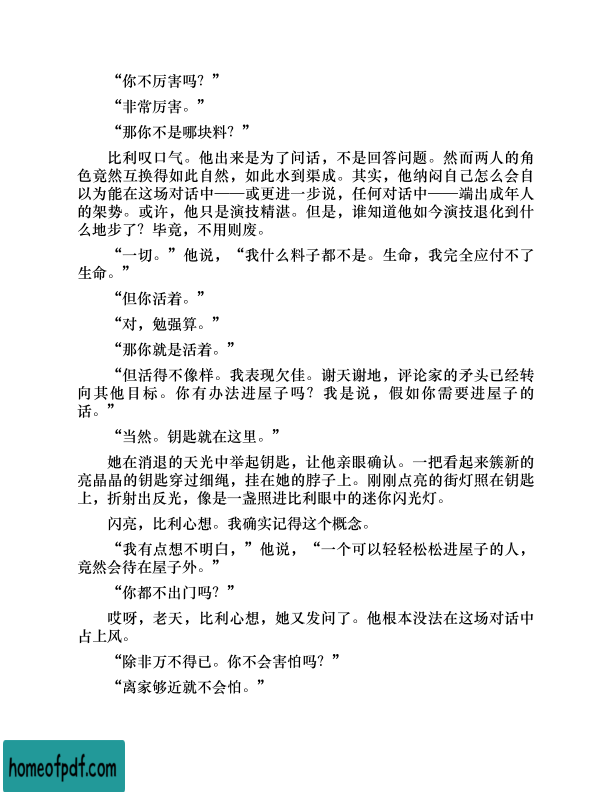 “你不厉害吗？”
“非常厉害。”
“那你不是哪块料？”
比利叹口气。他出来是为了问话，不是回答问题。然而两人的角
色竟然互换得如此自然，如此水到渠成。其实，他纳闷自己怎么会自
以为能在这场对话中——或更进一步说，任何对话中——端出成年人
的架势。或许，他只是演技精湛。但是，谁知道他如今演技退化到什
么地步了？毕竟，不用则废。
“一切。”他说，“我什么料子都不是。生命，我完全应付不了
生命。”
“但你活着。”
“对，勉强算。”
“那你就是活着。”
“但活得不像样。我表现欠佳。谢天谢地，评论家的矛头已经转
向其他目标。你有办法进屋子吗？我是说，假如你需要进屋子的
话。”
“当然。钥匙就在这里。”
她在消退的天光中举起钥匙，让他亲眼确认。一把看起来簇新的
亮晶晶的钥匙穿过细绳，挂在她的脖子上。刚刚点亮的街灯照在钥匙
上，折射出反光，像是一盏照进比利眼中的迷你闪光灯。
闪亮，比利心想。我确实记得这个概念。
“我有点想不明白，”他说，“一个可以轻轻松松进屋子的人，
竟然会待在屋子外。”
“你都不出门吗？”
哎呀，老天，比利心想，她又发问了。他根本没法在这场对话中
占上风。
“除非万不得已。你不会害怕吗？”
“离家够近就不会怕。”
homeofpdf.com